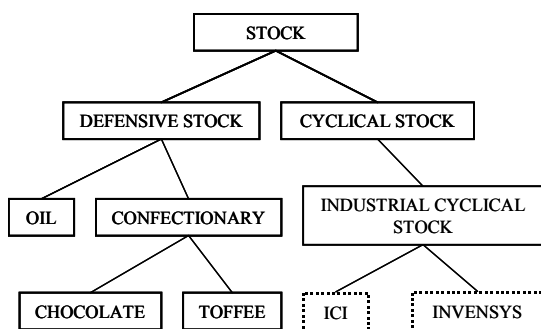 STOCK
DEFENSIVE STOCK
CYCLICAL STOCK
OIL
CONFECTIONARY
INDUSTRIAL CYCLICAL
STOCK
CHOCOLATE
TOFFEE
ICI
INVENSYS